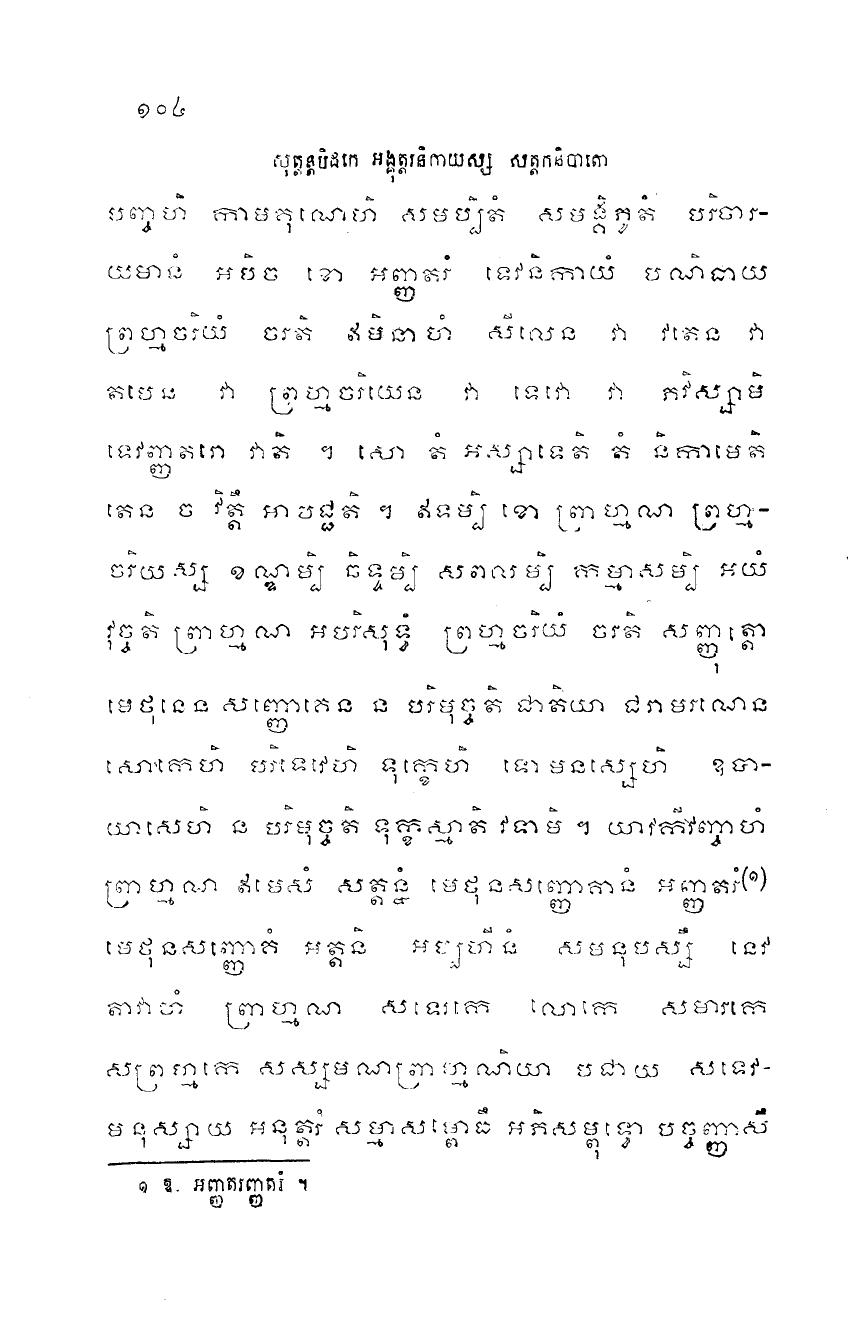 ១០៤
សុត្តន្តបិដកេ អង្គុត្តរនិកាយស្ស សត្តកនិបាតោ
បញ្ចហិ កាមគុណេហិ សមប្បិតំ សមង្គិភូតំ បរិចារ-
យមានំ អបិច ខោ អញ្ញតរំ ទេវនិកាយំ បណិធាយ
ព្រហ្មចរិយំ ចរតិ ឥមិនាហំ សីលេន វា វតេន វា
តបេន វា ព្រហ្មចរិយេន វា ទេវោ វា ភវិស្សាមិ
ទេវញ្ញតរោ វាតិ ។ សោ តំ អស្សាទេតិ តំ និកាមេតិ
តេន ច វិត្តឹ អាបជ្ជតិ ។ ឥទម្បិ ខោ ព្រាហ្មណ ព្រហ្ម-
ចរិយស្ស ខណ្ឌម្បិ ឆិទ្ទម្បិ សពលម្បិ កម្មាសម្បិ អយំ
វុច្ចតិ ព្រាហ្មណ អបរិសុទ្ធំ ព្រហ្មចរិយំ ចរតិ សញ្ញុត្តោ
មេថុនេន សញ្ញោគេន ន បរិមុច្ចតិ ជាតិយា ជរាមរណេន
សោកេហិ បរិទេវេហិ ទុក្ខេហិ ទោមនស្សេហិ ឧបា-
យាសេហិ ន បរិមុច្ចតិ ទុក្ខស្មាតិ វទាមិ ។ យាវកីវញ្ចាហំ
ព្រាហ្មណ ឥមេសំ សត្តន្នំ មេថុនសញ្ញោគានំ អញ្ញតរំ(១)
មេថុនសញ្ញោគំ អត្តនិ អប្បហីនំ សមនុបស្សឹ នេវ
តាវាហំ ព្រាហ្មណ សទេវកេ លោកេ សមារកេ
សព្រហ្មកេ សស្សមណព្រាហ្មណិយា បជាយ សទេវ-
មនុស្សាយ អនុត្តរំ សម្មាសម្ពោធឹ អភិសម្ពុទ្ធោ បច្ចញ្ញាសឹ
១ ឱ. អញ្ញតរញ្ញតរំ ។